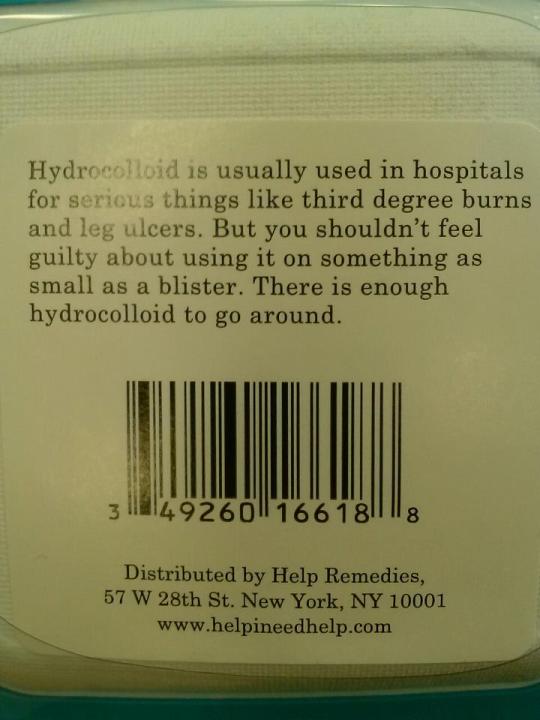 Hydrocolloid is usually used in hospitals
for serious things like third degree burns
and leg ulcers. But you shouldn't feel
guilty about using it on something as
small as a blister. There is enough
hydrocolloid to go around.
3 49260 16618 8
Distributed by Help Remedies,
57 W 28th St. New York, NY 10001
www.helpineedhelp.com